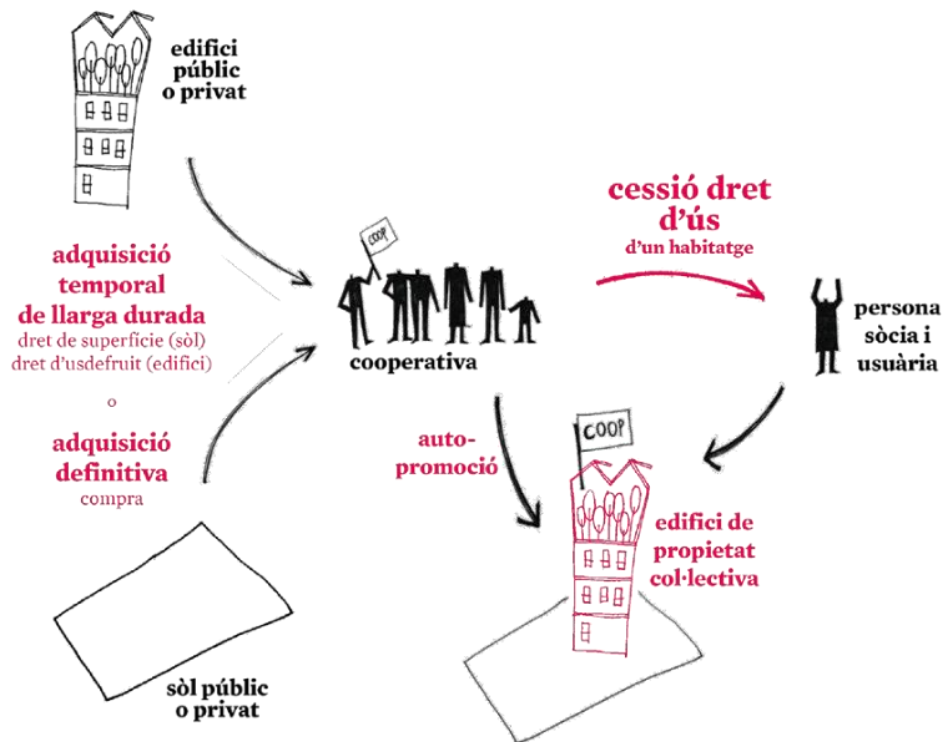 edifici
públic
o privat
adquisició
temporal
de llarga durada
dret de superfície (sòl)
dret d'usdefruit (edifici)
o
adquisició
definitiva
compra
sòl públic
o privat
COOP
cooperativa
cessió dret
d'ús
d'un habitatge
persona
sòcia i
usuària
auto-
promoció
COOP
edifici de
propietat
col·lectiva